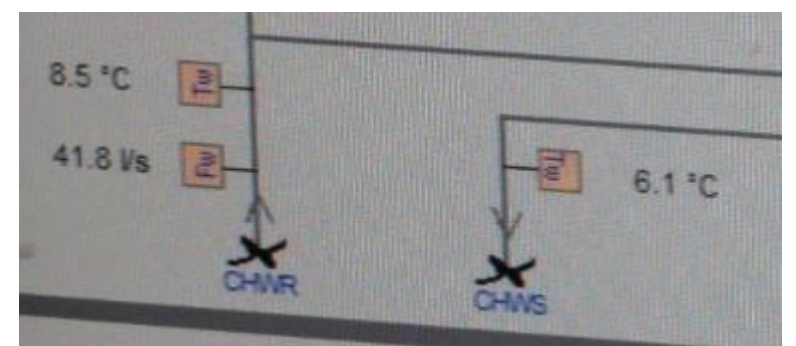 8.5 °C
Tw
41.8 l/s
Fw
CHWR
Tw
6.1 °C
CHWS